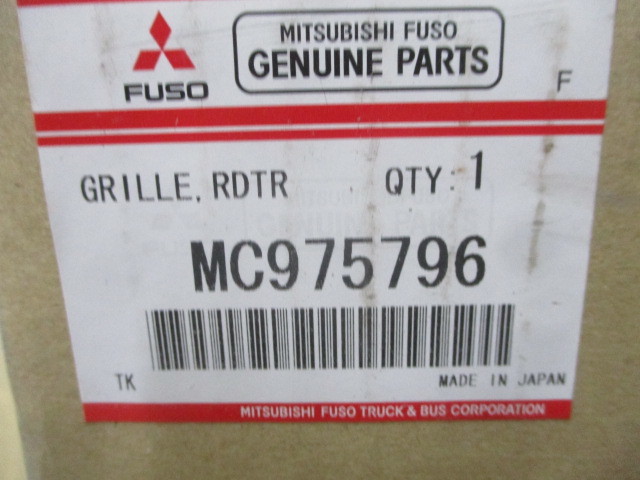 MITSUBISHI FUSO
GENUINE PARTS
FUSO
F
GRILLE, RDTR QTY: 1
MC975796
TK MADE IN JAPAN
MITSUBISHI FUSO TRUCK & BUS CORPORATION